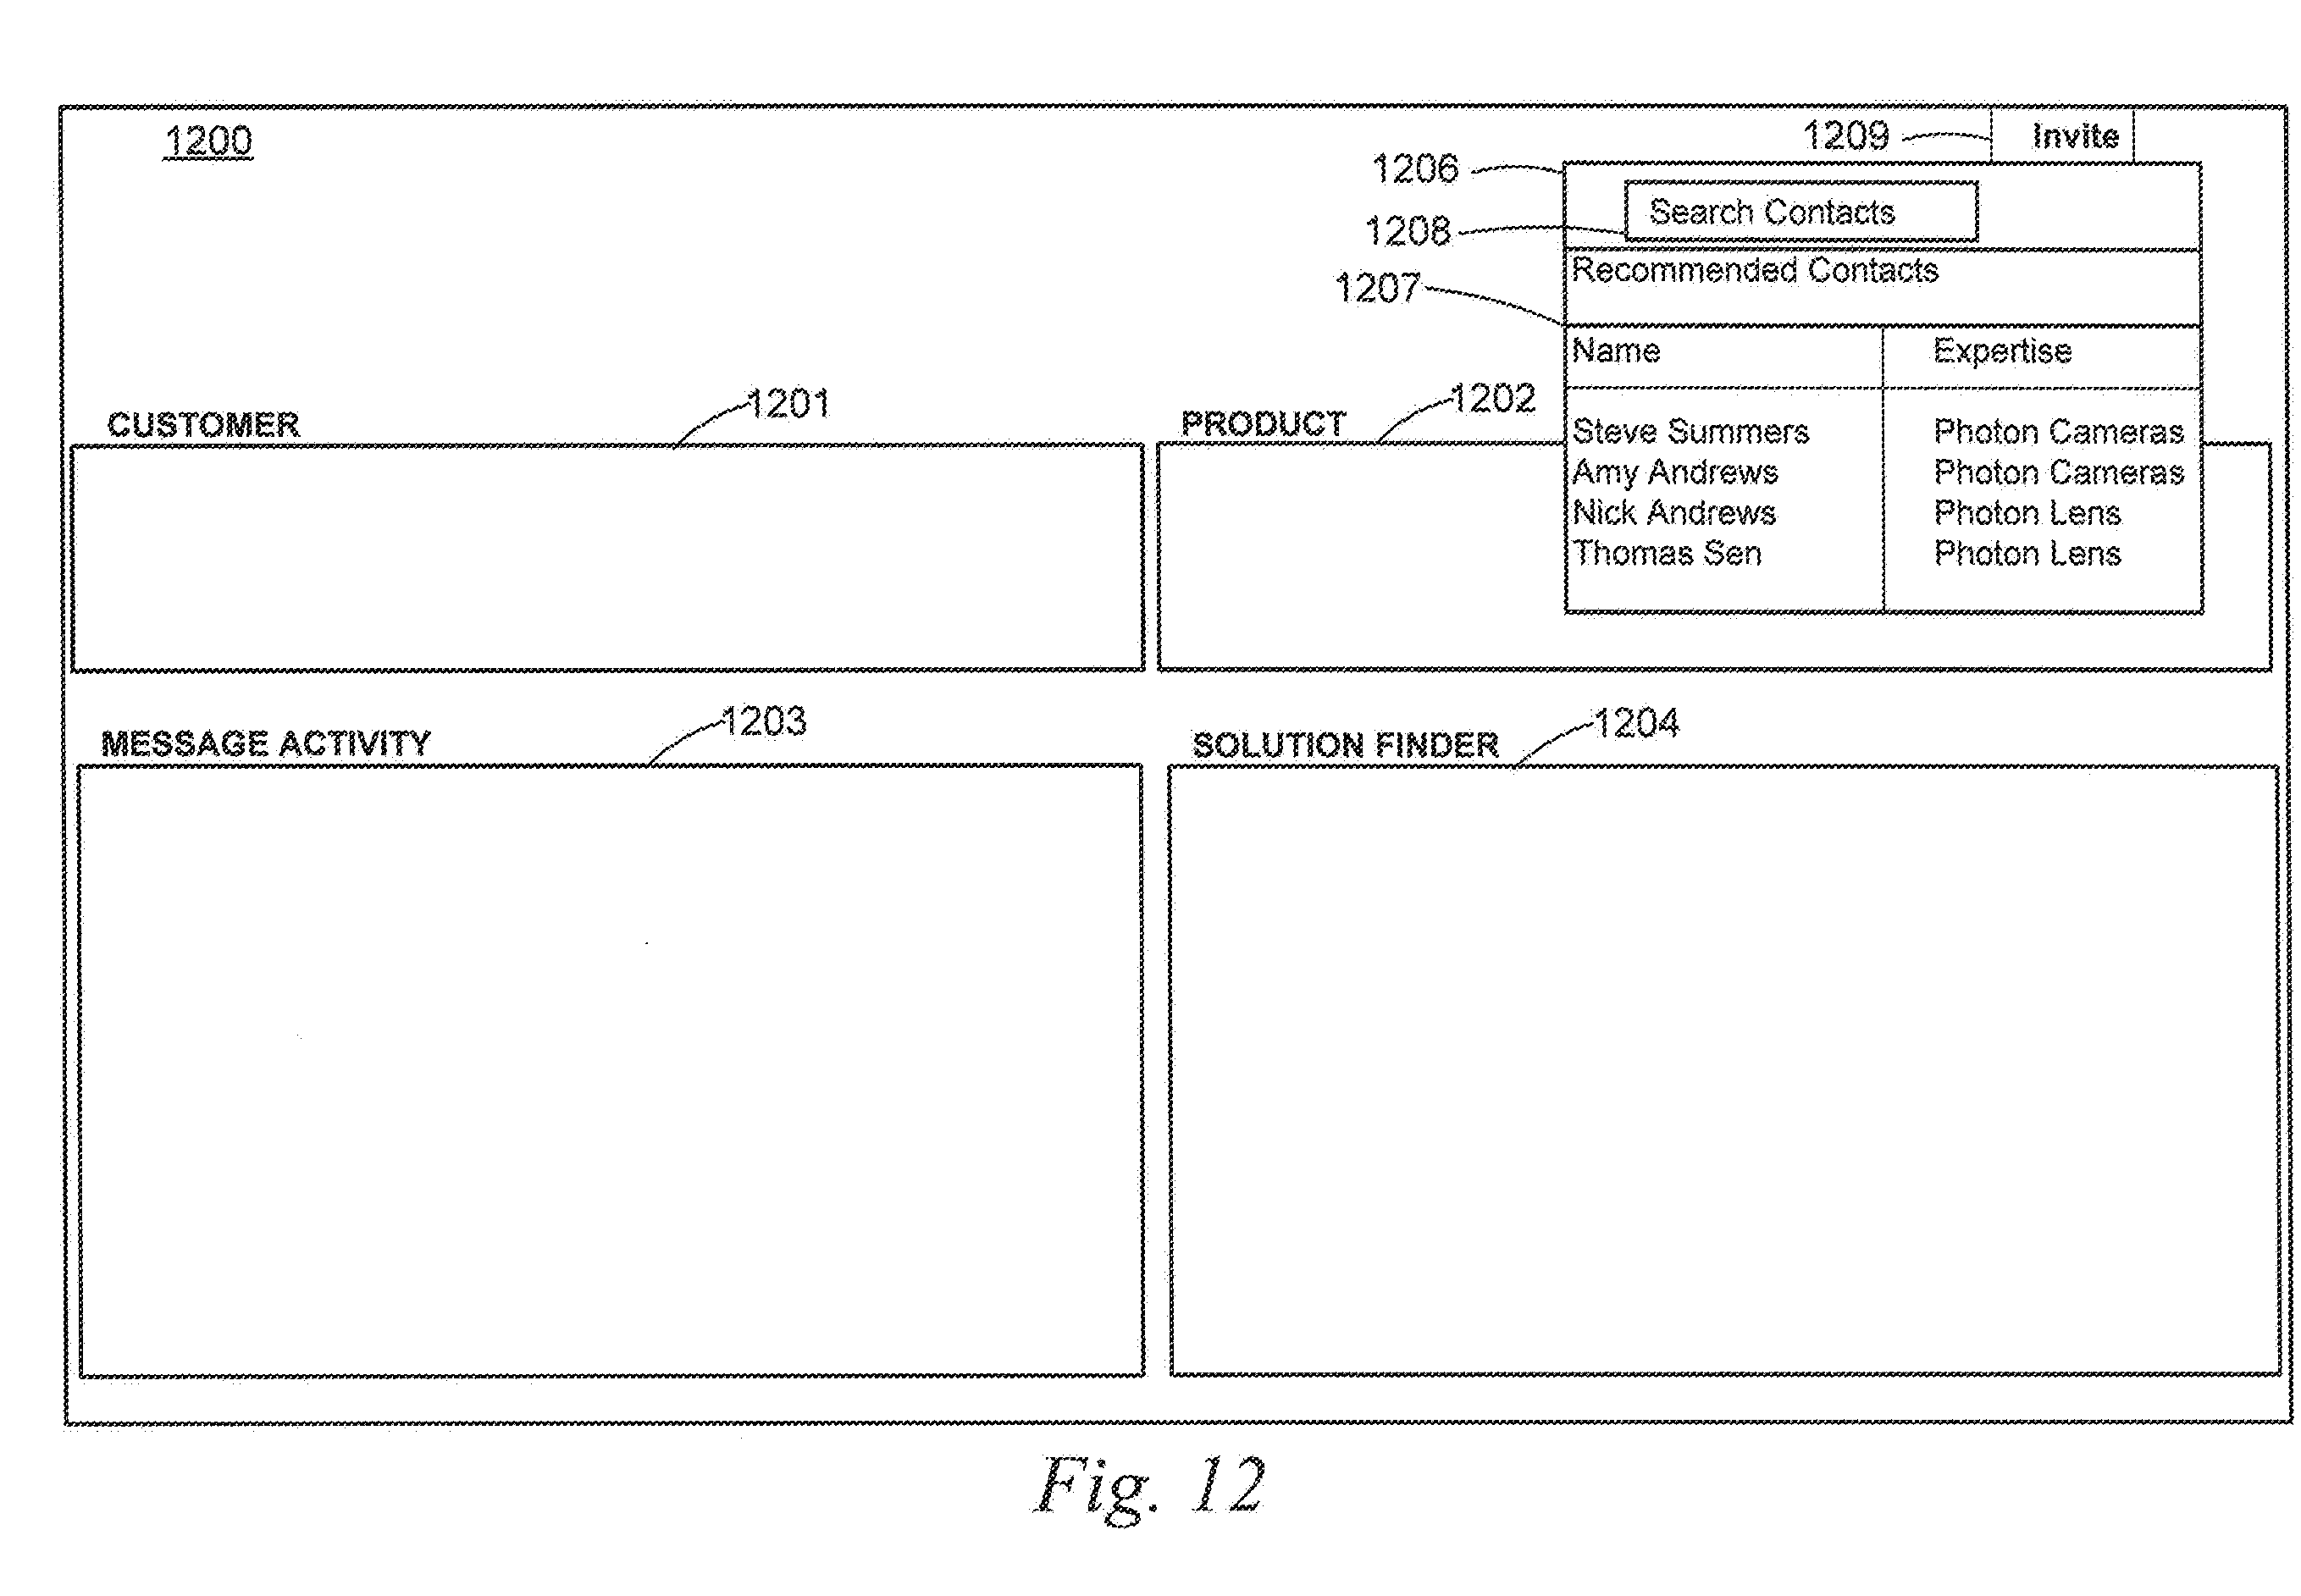 1200
1209 Invite
1206
Search Contacts
1208
Recommended Contacts
1207
Name Expertise
CUSTOMER 1201 PRODUCT 1202
Steve Summers Photon Cameras
Amy Andrews Photon Cameras
Nick Andrews Photon Lens
Thomas Sen Photon Lens
MESSAGE ACTIVITY 1203 SOLUTION FINDER 1204
Fig. 12